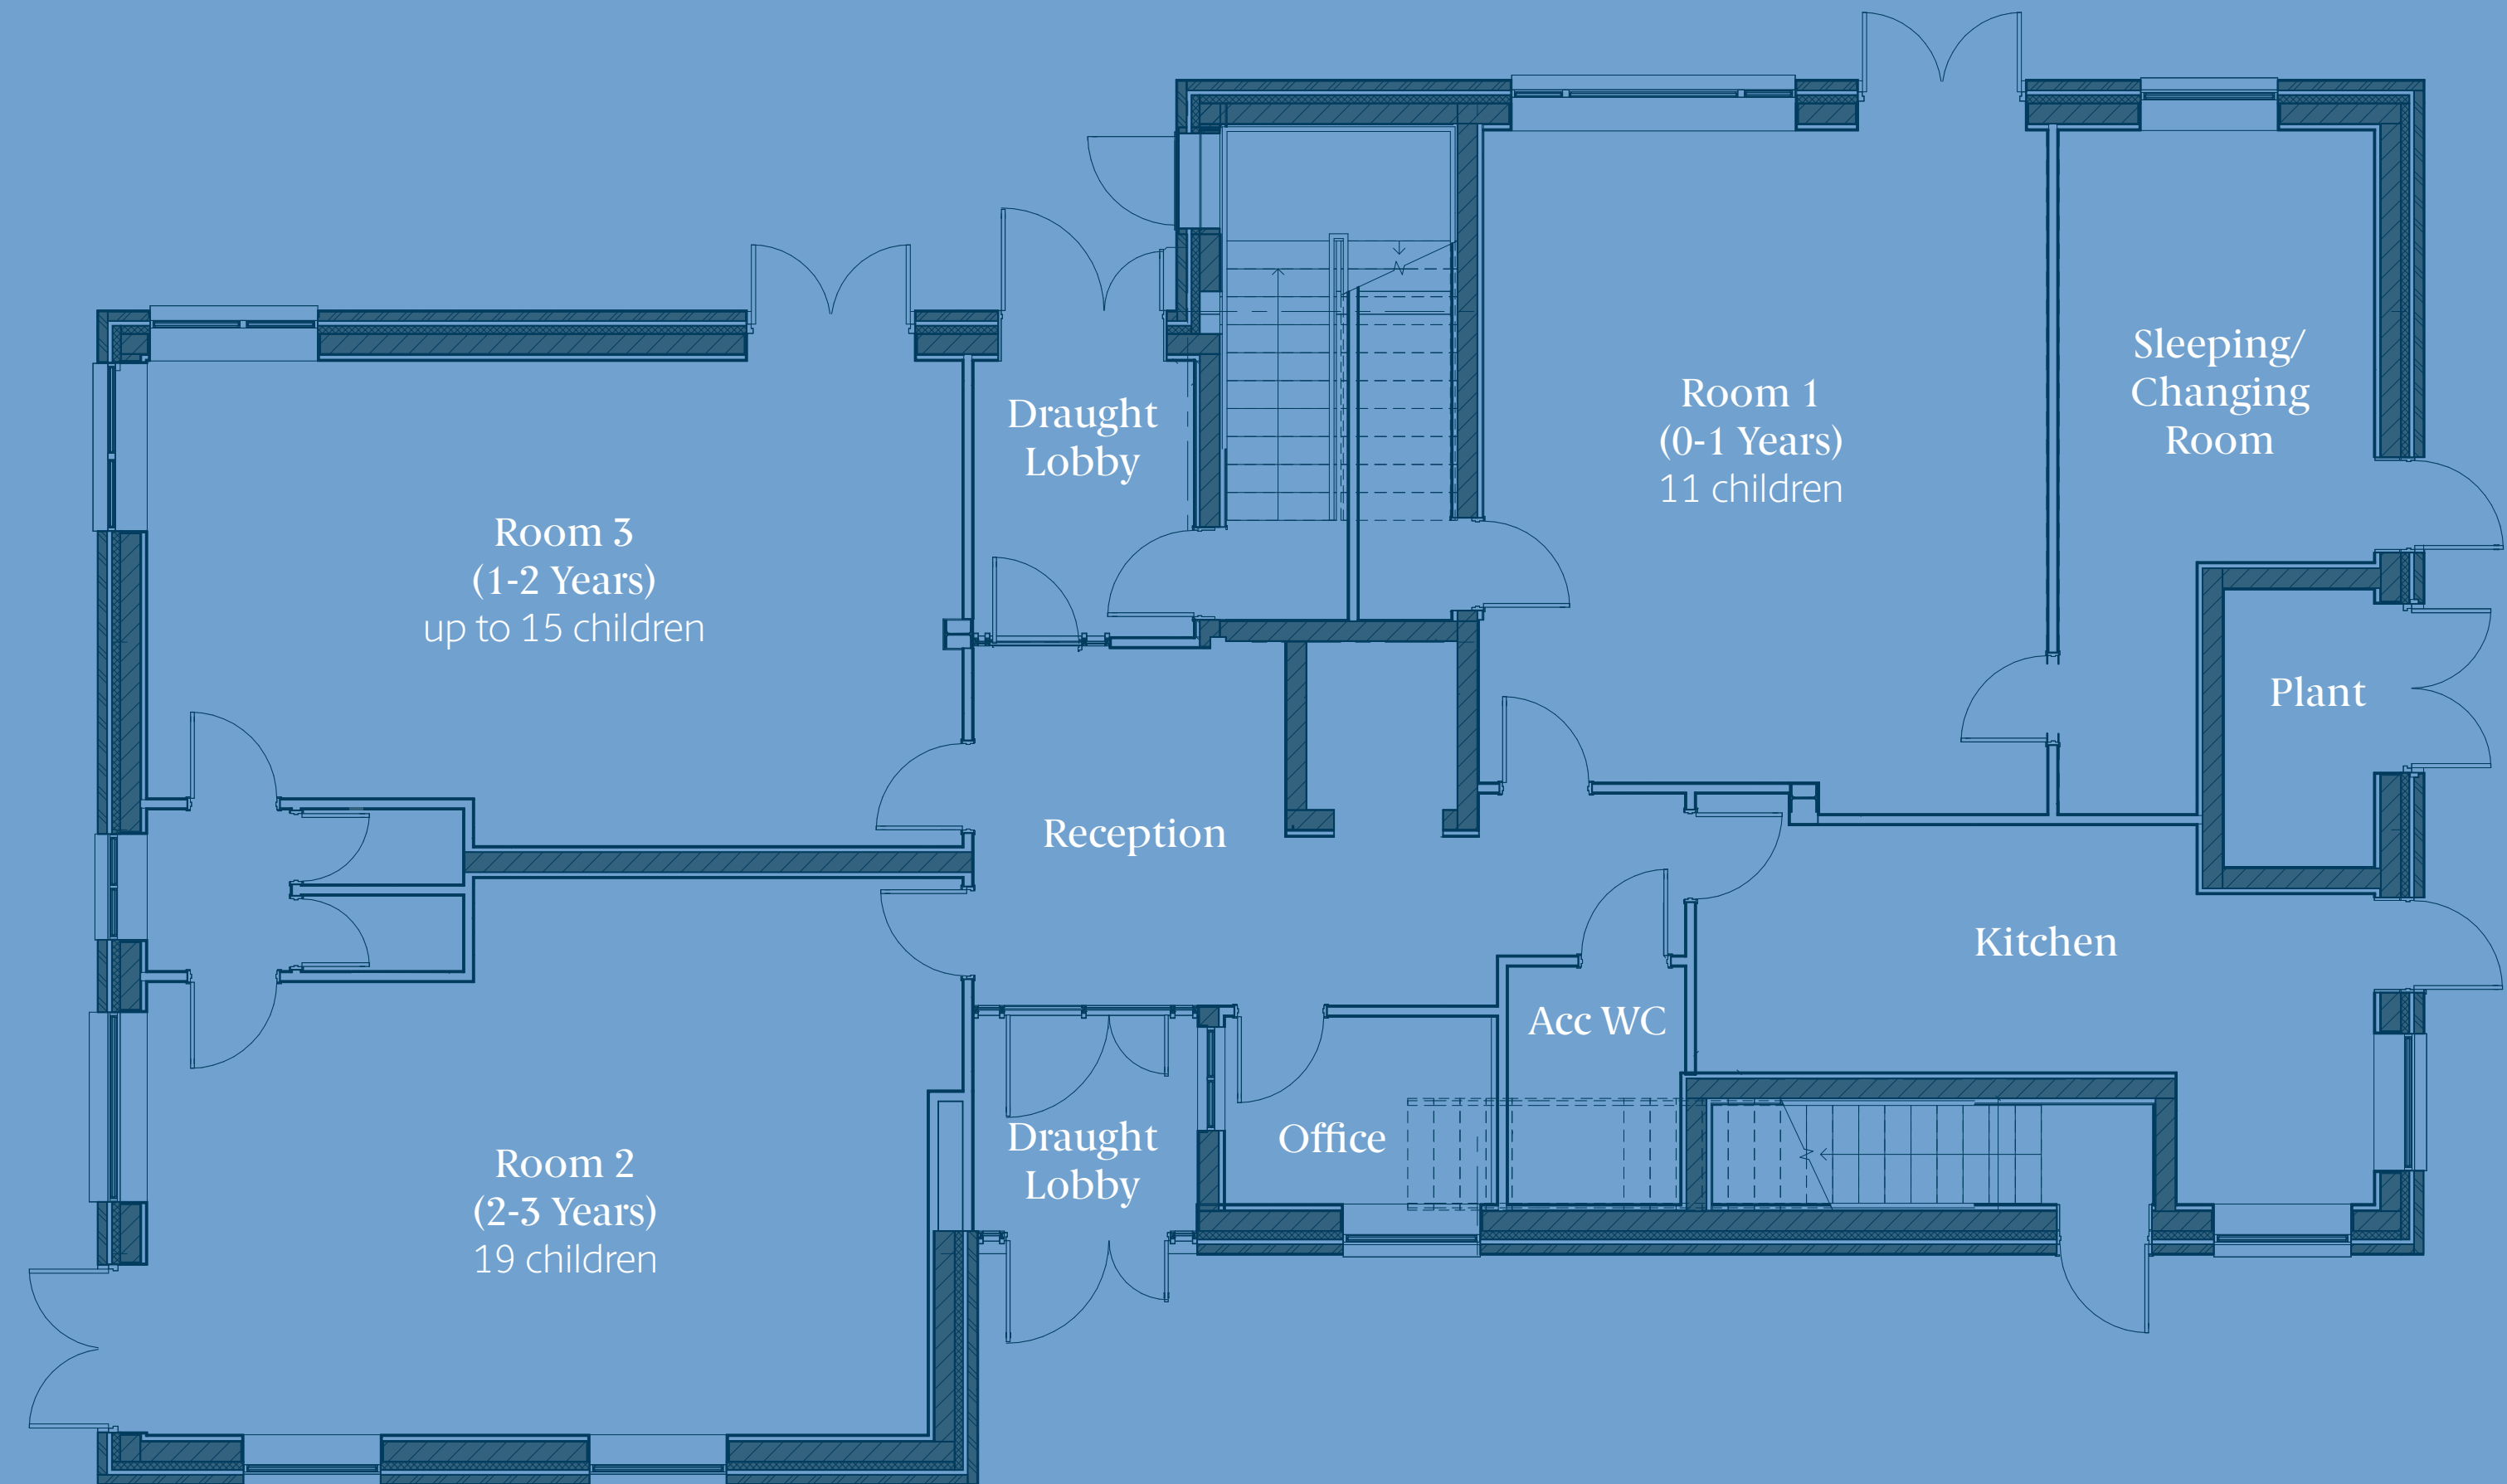 Sleeping/
Changing
Room
Room 1
(0-1 Years)
11 children
Draught
Lobby
Room 3
(1-2 Years)
up to 15 children
Plant
Reception
Kitchen
Acc WC
Office
Draught
Lobby
Room 2
(2-3 Years)
19 children